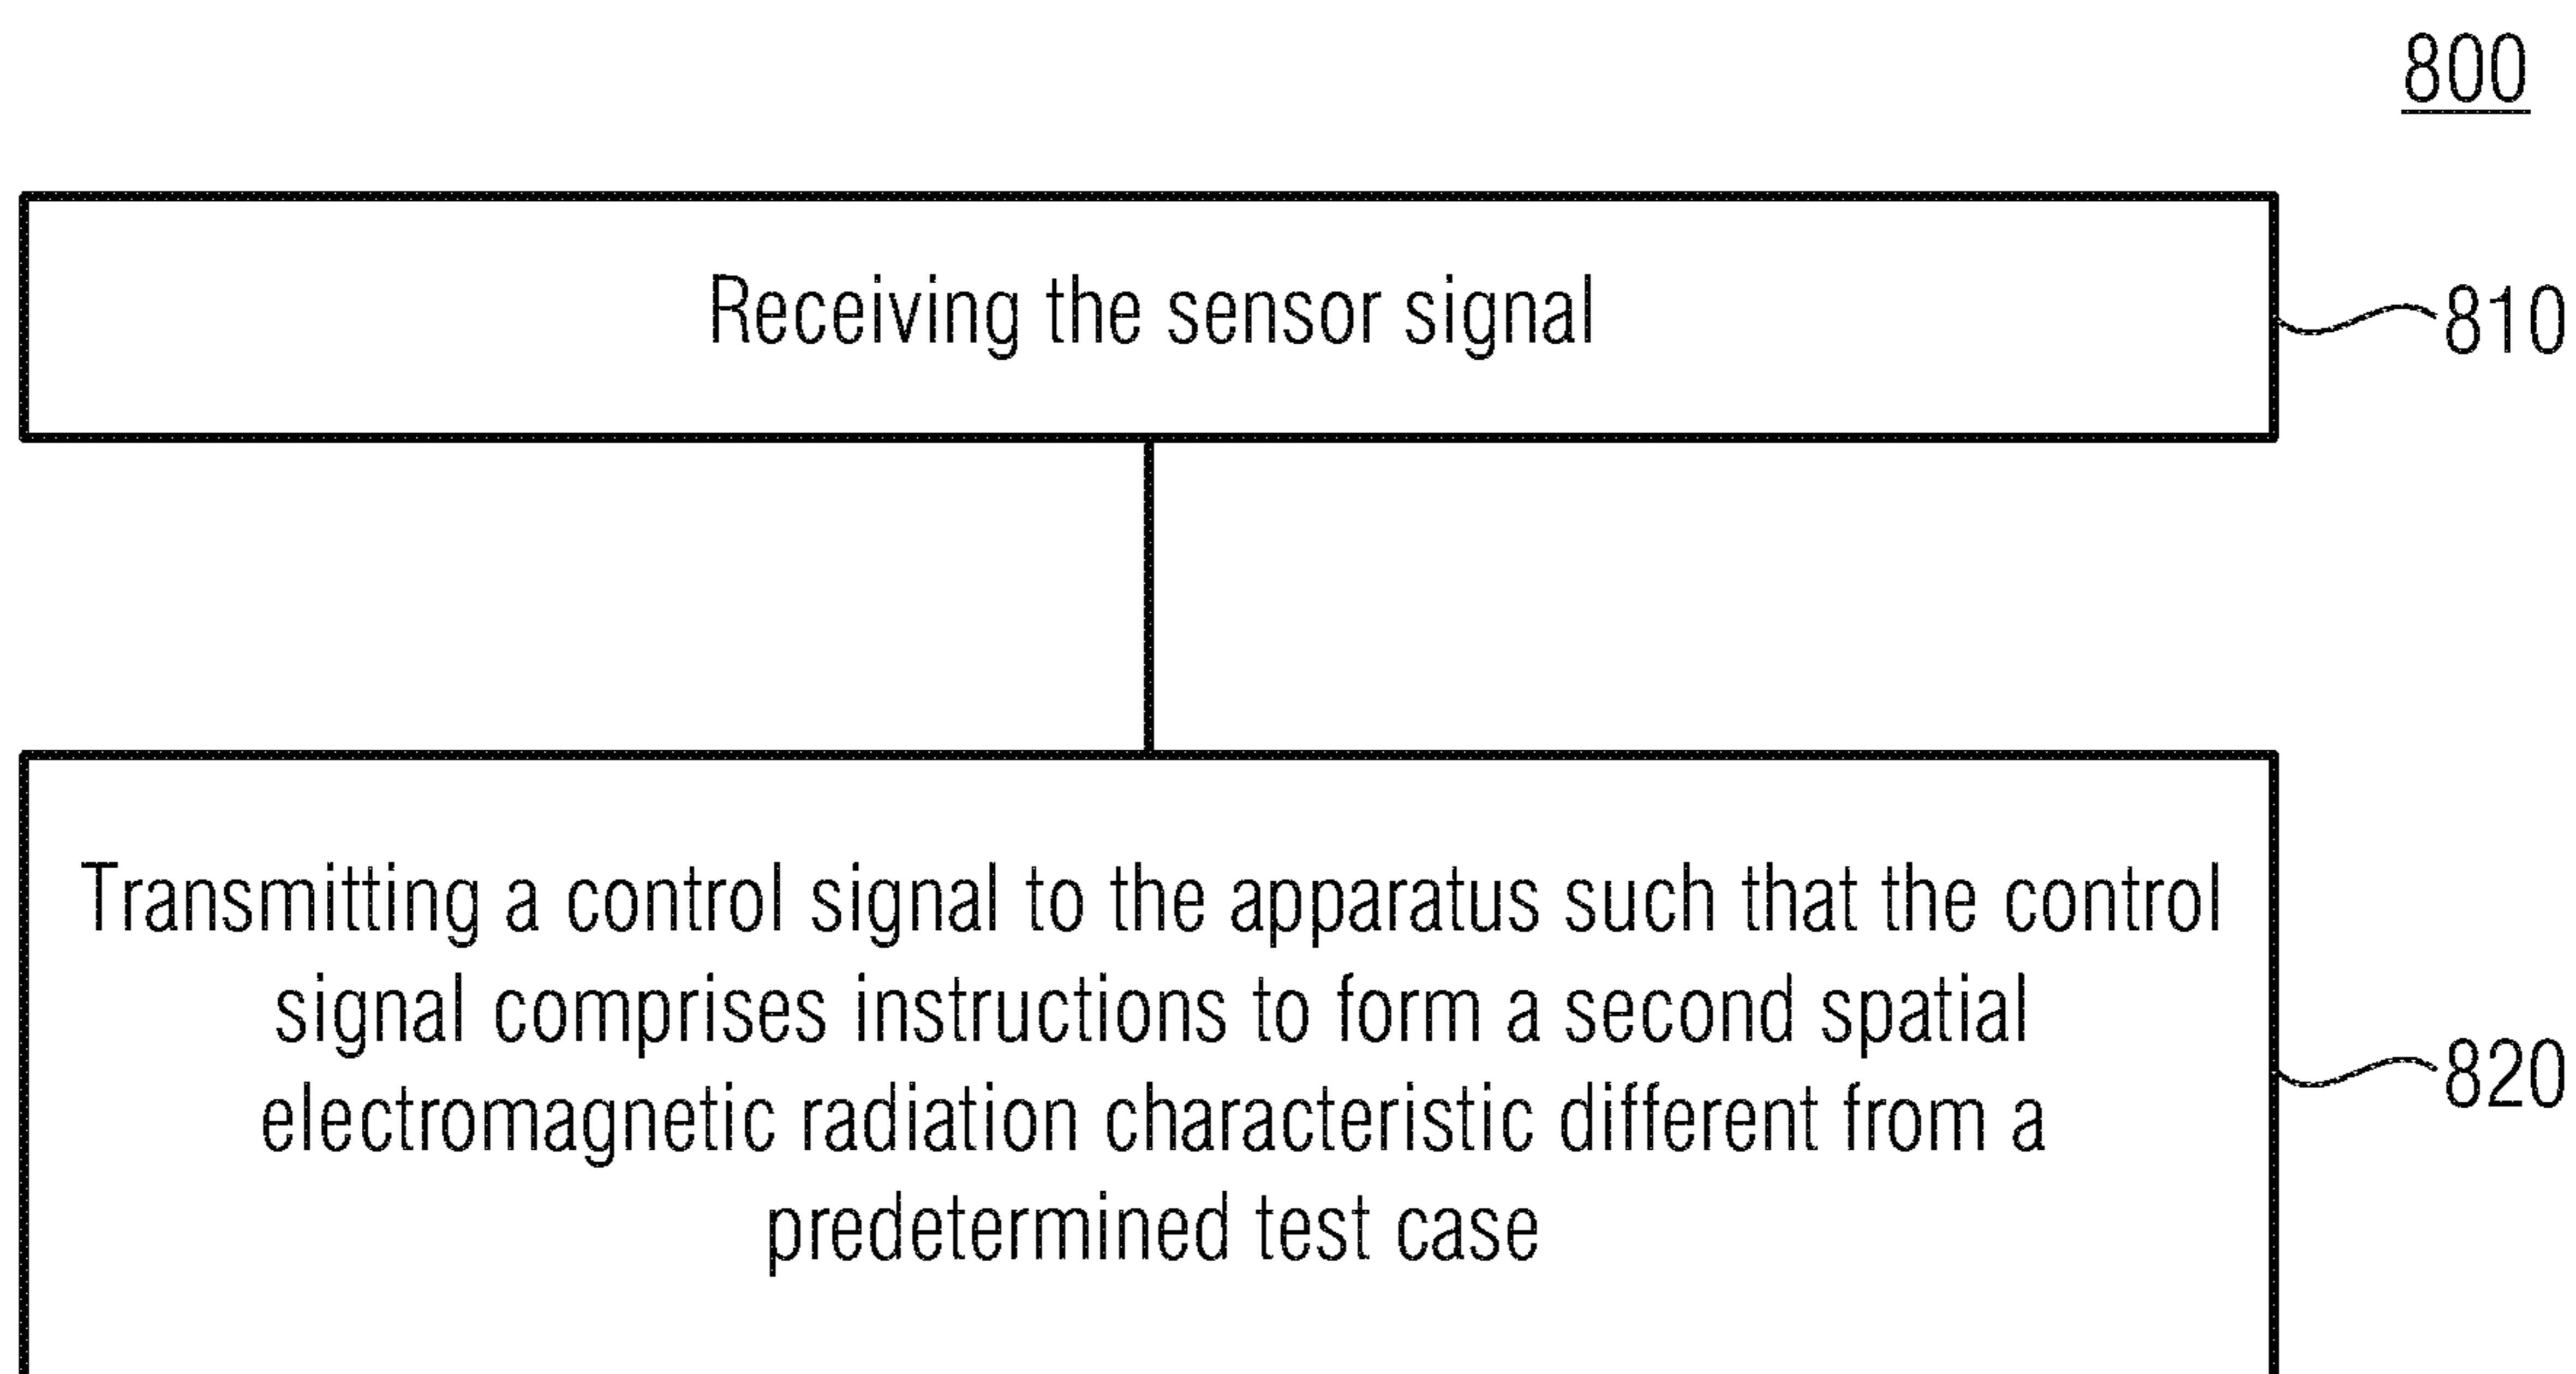 800
Receiving the sensor signal
810
Transmitting a control signal to the apparatus such that the control
signal comprises instructions to form a second spatial
electromagnetic radiation characteristic different from a
predetermined test case
820